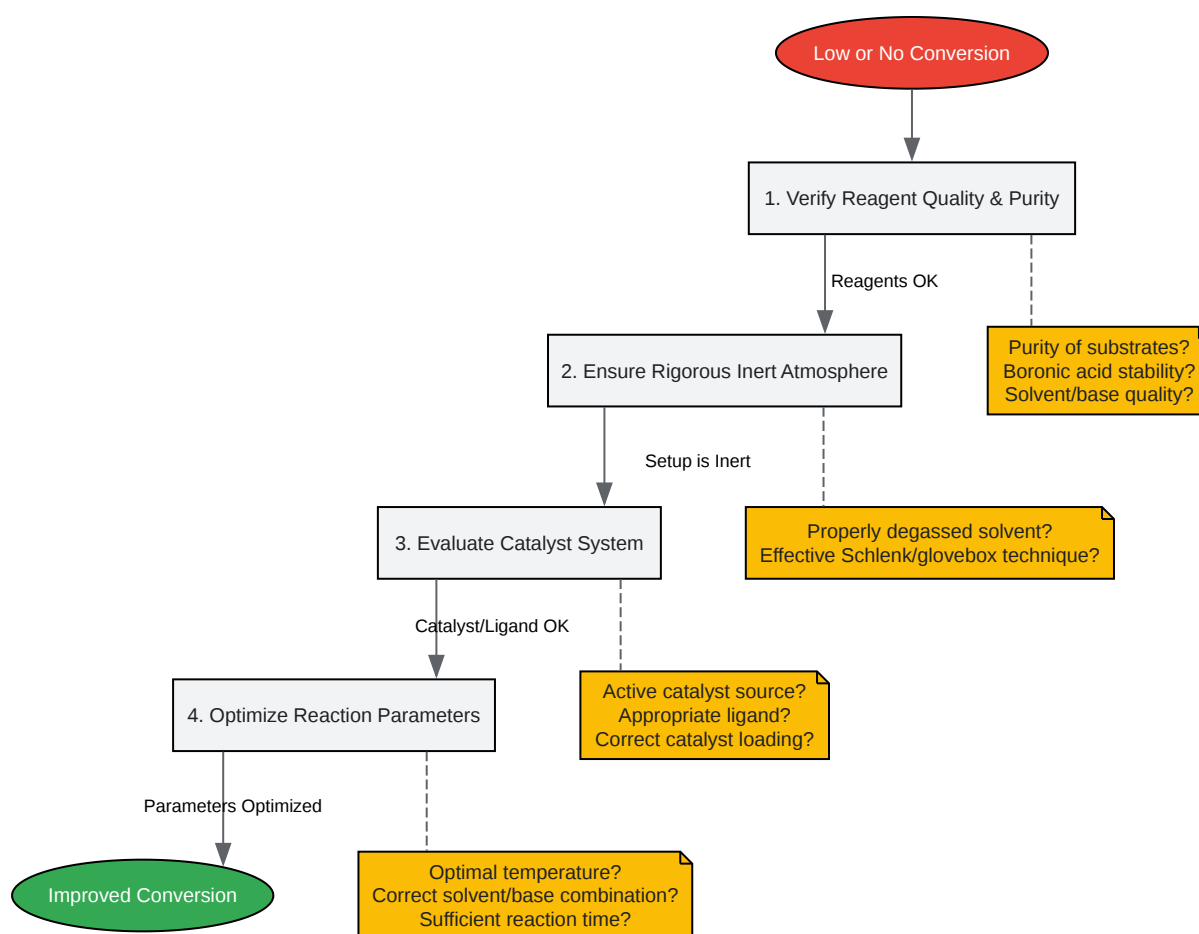 Low or No Conversion
1. Verify Reagent Quality & Purity
Reagents OK
Purity of substrates?
Boronic acid stability?
Solvent/base quality?
2. Ensure Rigorous Inert Atmosphere
Setup is Inert
Properly degassed solvent?
Effective Schlenk/glovebox technique?
3. Evaluate Catalyst System
Catalyst/Ligand OK
Active catalyst source?
Appropriate ligand?
Correct catalyst loading?
4. Optimize Reaction Parameters
Parameters Optimized
Optimal temperature?
Correct solvent/base combination?
Sufficient reaction time?
Improved Conversion